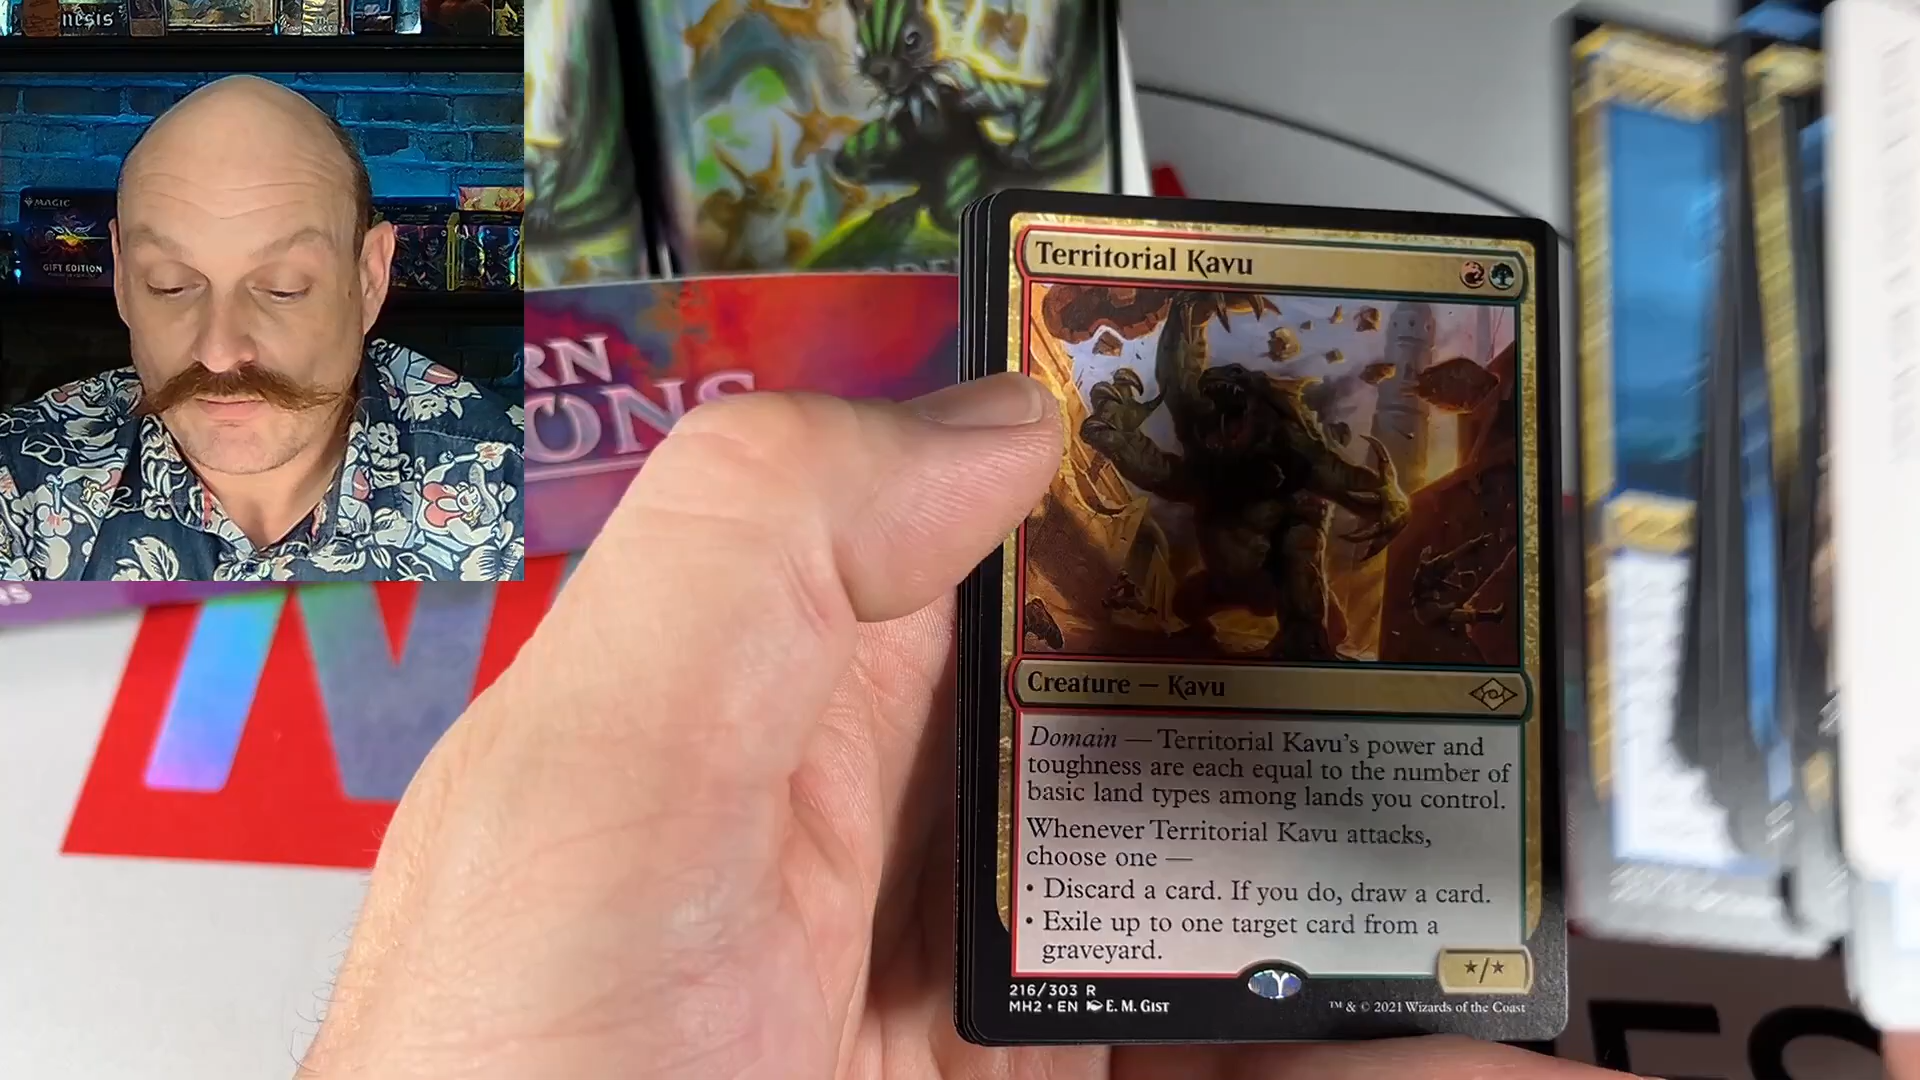 nesis
MAGIC
GIFT EDITION
RN
ONS
Territorial Kavu
Creature — Kavu
Domain — Territorial Kavu's power and
toughness are each equal to the number of
basic land types among lands you control.
Whenever Territorial Kavu attacks,
choose one —
• Discard a card. If you do, draw a card.
• Exile up to one target card from a
graveyard.
★/★
216/303 R
MH2 • EN E. M. GIST
™ & © 2021 Wizards of the Coast